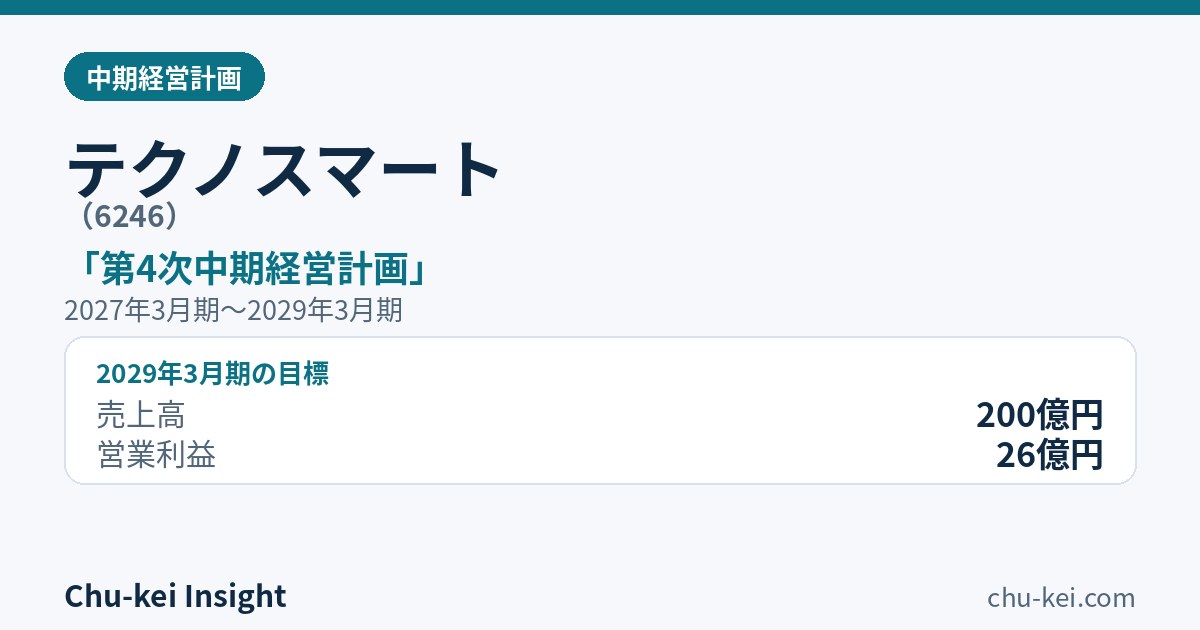 中期経営計画
テクノスマート
（6246）
「第4次中期経営計画」
2027年3月期～2029年3月期
2029年3月期の目標
売上高 200億円
営業利益 26億円
Chu-kei Insight chu-kei.com